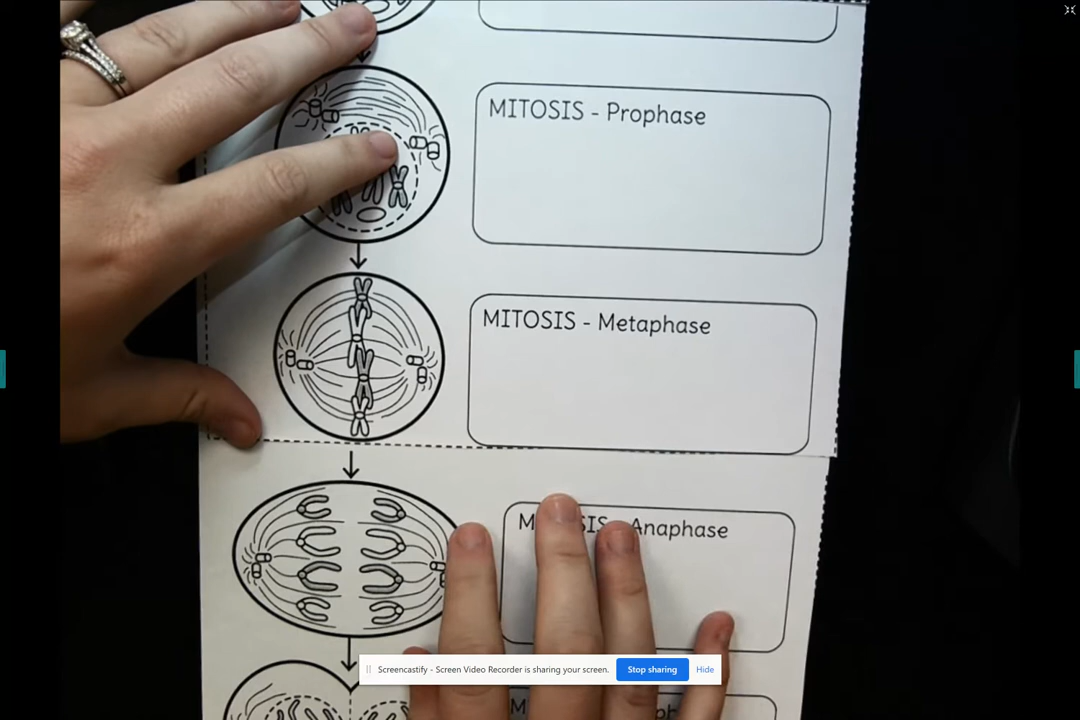 MITOSIS - Prophase
MITOSIS - Metaphase
Anaphase
Screencastify - Screen Video Recorder is sharing your screen. Stop sharing Hide